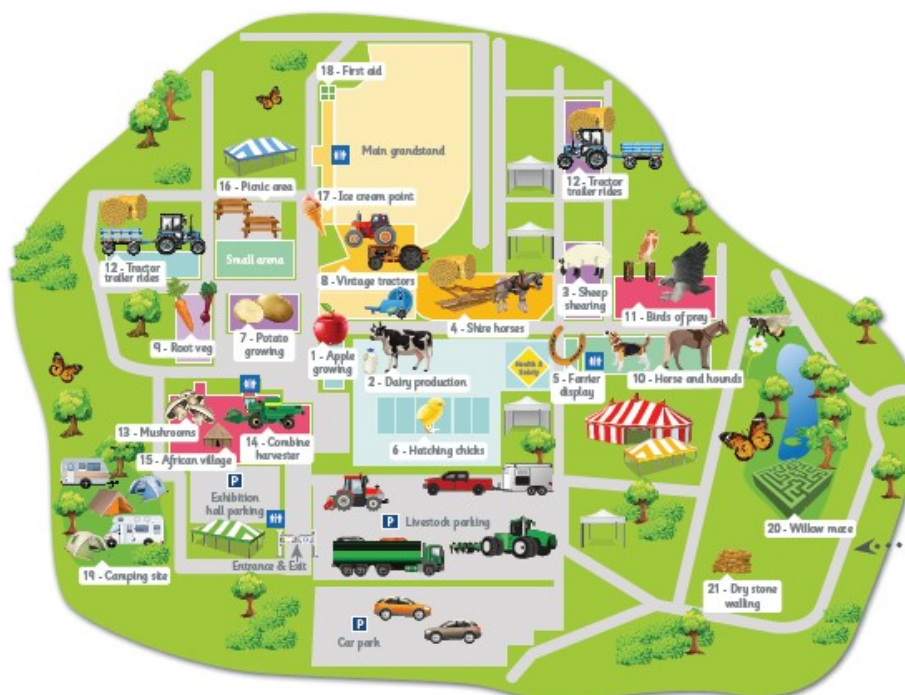 18 - First aid
Main grandstand
16 - Picnic area
17 - Ice cream point
12 - Tractor
trailer rides
12 - Tractor
trailer rides
Small arena
8 - Vintage tractors
3 - Sheep
shearing
11 - Birds of prey
9 - Root veg
7 - Potato
growing
4 - Shire horses
1 - Apple
growing
2 - Dairy production
Health &
Safety
5 - Farrier
display
10 - Horse and hounds
13 - Mushrooms
14 - Combine
harvester
15 - African village
6 - Hatching chicks
P
Exhibition
hall parking
P
Livestock parking
Entrance & Exit
19 - Camping site
20 - Willow maze
21 - Dry stone
walling
P
Car park